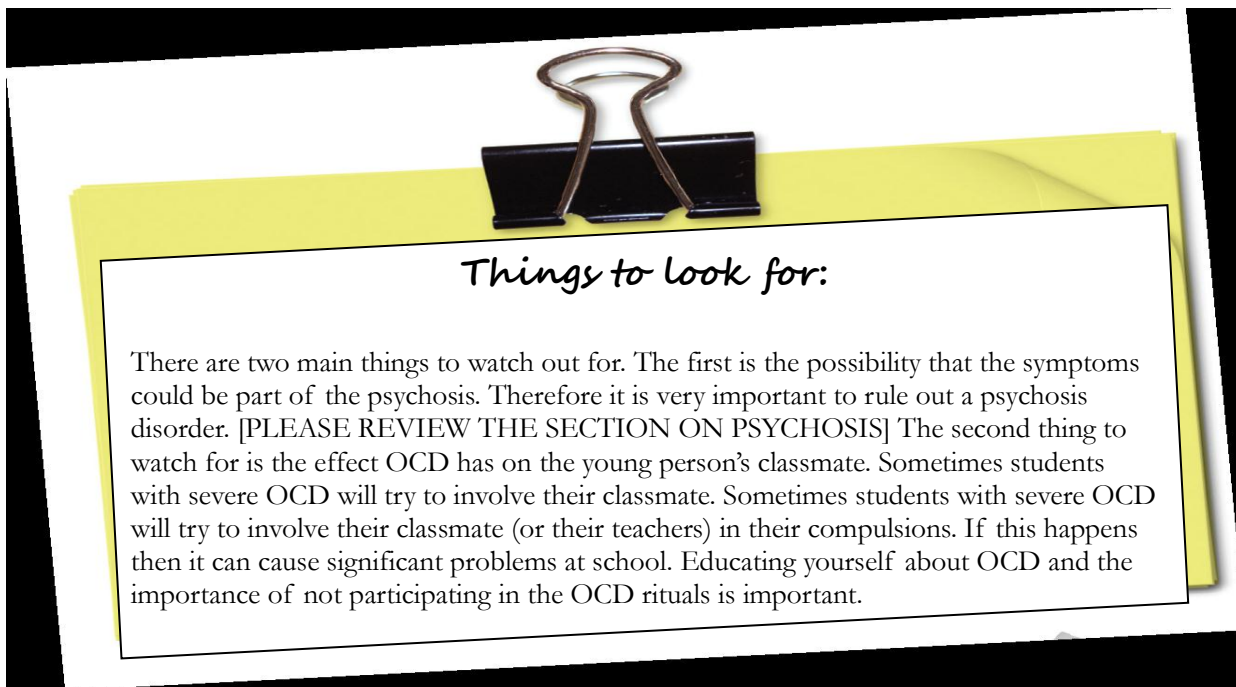 Things to look for:
There are two main things to watch out for. The first is the possibility that the symptoms
could be part of the psychosis. Therefore it is very important to rule out a psychosis
disorder. [PLEASE REVIEW THE SECTION ON PSYCHOSIS] The second thing to
watch for is the effect OCD has on the young person’s classmate. Sometimes students
with severe OCD will try to involve their classmate. Sometimes students with severe OCD
will try to involve their classmate (or their teachers) in their compulsions. If this happens
then it can cause significant problems at school. Educating yourself about OCD and the
importance of not participating in the OCD rituals is important.